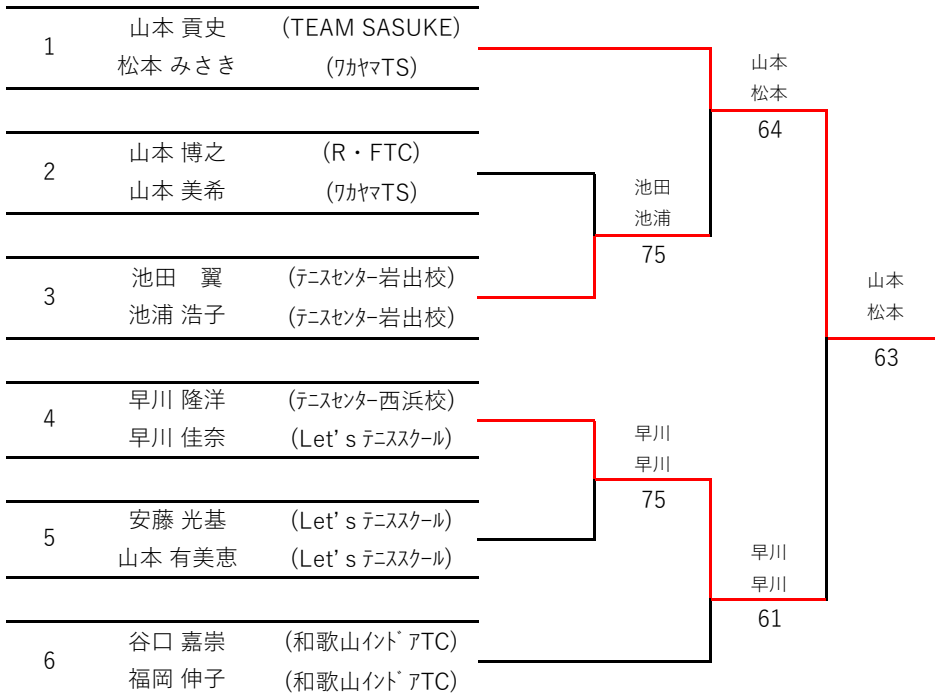 1
山本 貢史 (TEAM SASUKE)
松本 みさき (ﾜｶﾔﾏTS)
2
山本 博之 (R・FTC)
山本 美希 (ﾜｶﾔﾏTS)
3
池田　翼 (ﾃﾆｽｾﾝﾀｰ岩出校)
池浦 浩子 (ﾃﾆｽｾﾝﾀｰ岩出校)
4
早川 隆洋 (ﾃﾆｽｾﾝﾀｰ西浜校)
早川 佳奈 (Let’s ﾃﾆｽｽｸｰﾙ)
5
安藤 光基 (Let’s ﾃﾆｽｽｸｰﾙ)
山本 有美恵 (Let’s ﾃﾆｽｽｸｰﾙ)
6
谷口 嘉崇 (和歌山ｲﾝﾄﾞｱTC)
福岡 伸子 (和歌山ｲﾝﾄﾞｱTC)
池田
池浦
75
早川
早川
75
山本
松本
64
早川
早川
61
山本
松本
63